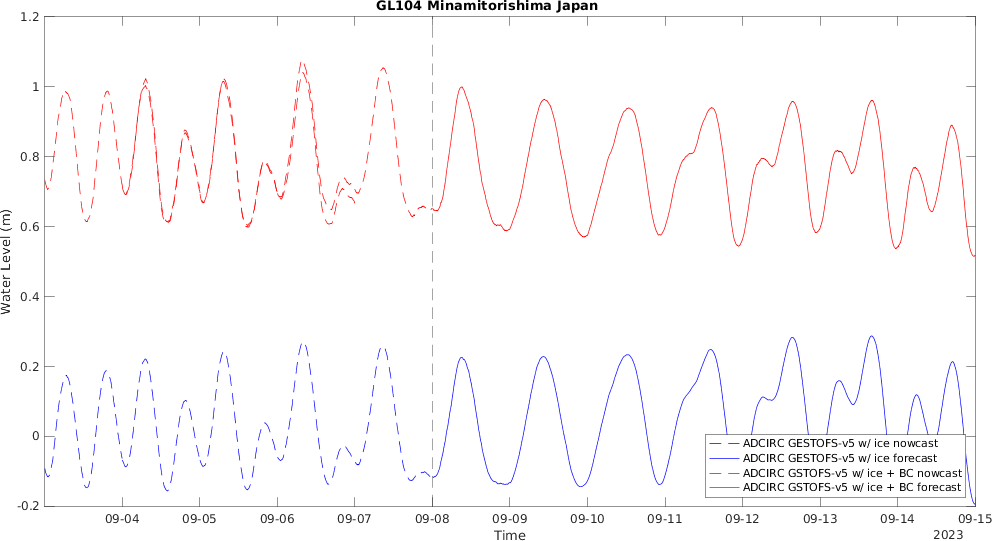 GL104 Minamitorishima Japan
1.2
1
0.8
0.6
0.4
0.2
0
-0.2
Water Level (m)
ADCIRC GESTOFS-v5 w/ ice nowcast
ADCIRC GESTOFS-v5 w/ ice forecast
ADCIRC GSTOFS-v5 w/ ice + BC nowcast
ADCIRC GSTOFS-v5 w/ ice + BC forecast
09-04 09-05 09-06 09-07 09-08 09-09 09-10 09-11 09-12 09-13 09-14 09-15
Time
2023